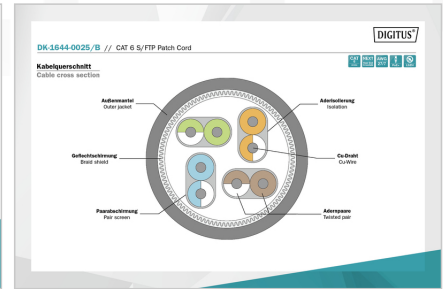 DIGITUS®
DK-1644-0025/B // CAT 6 S/FTP Patch Cord
Kabelquerschnitt
Cable cross section
Außenmantel
Outer jacket
Aderisolierung
Isolation
Geflechtschirmung
Braid shield
Cu-Draht
Cu-Wire
Paarabschirmung
Pair screen
Adernpaare
Twisted pair